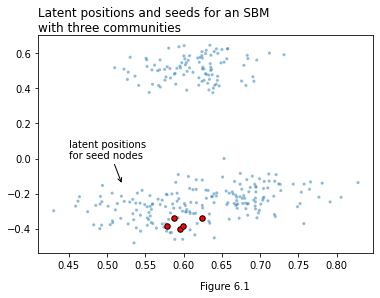 Latent positions and seeds for an SBM
with three communities
0.6
0.4
0.2
0.0
−0.2
−0.4
latent positions
for seed nodes
0.45 0.50 0.55 0.60 0.65 0.70 0.75 0.80
Figure 6.1